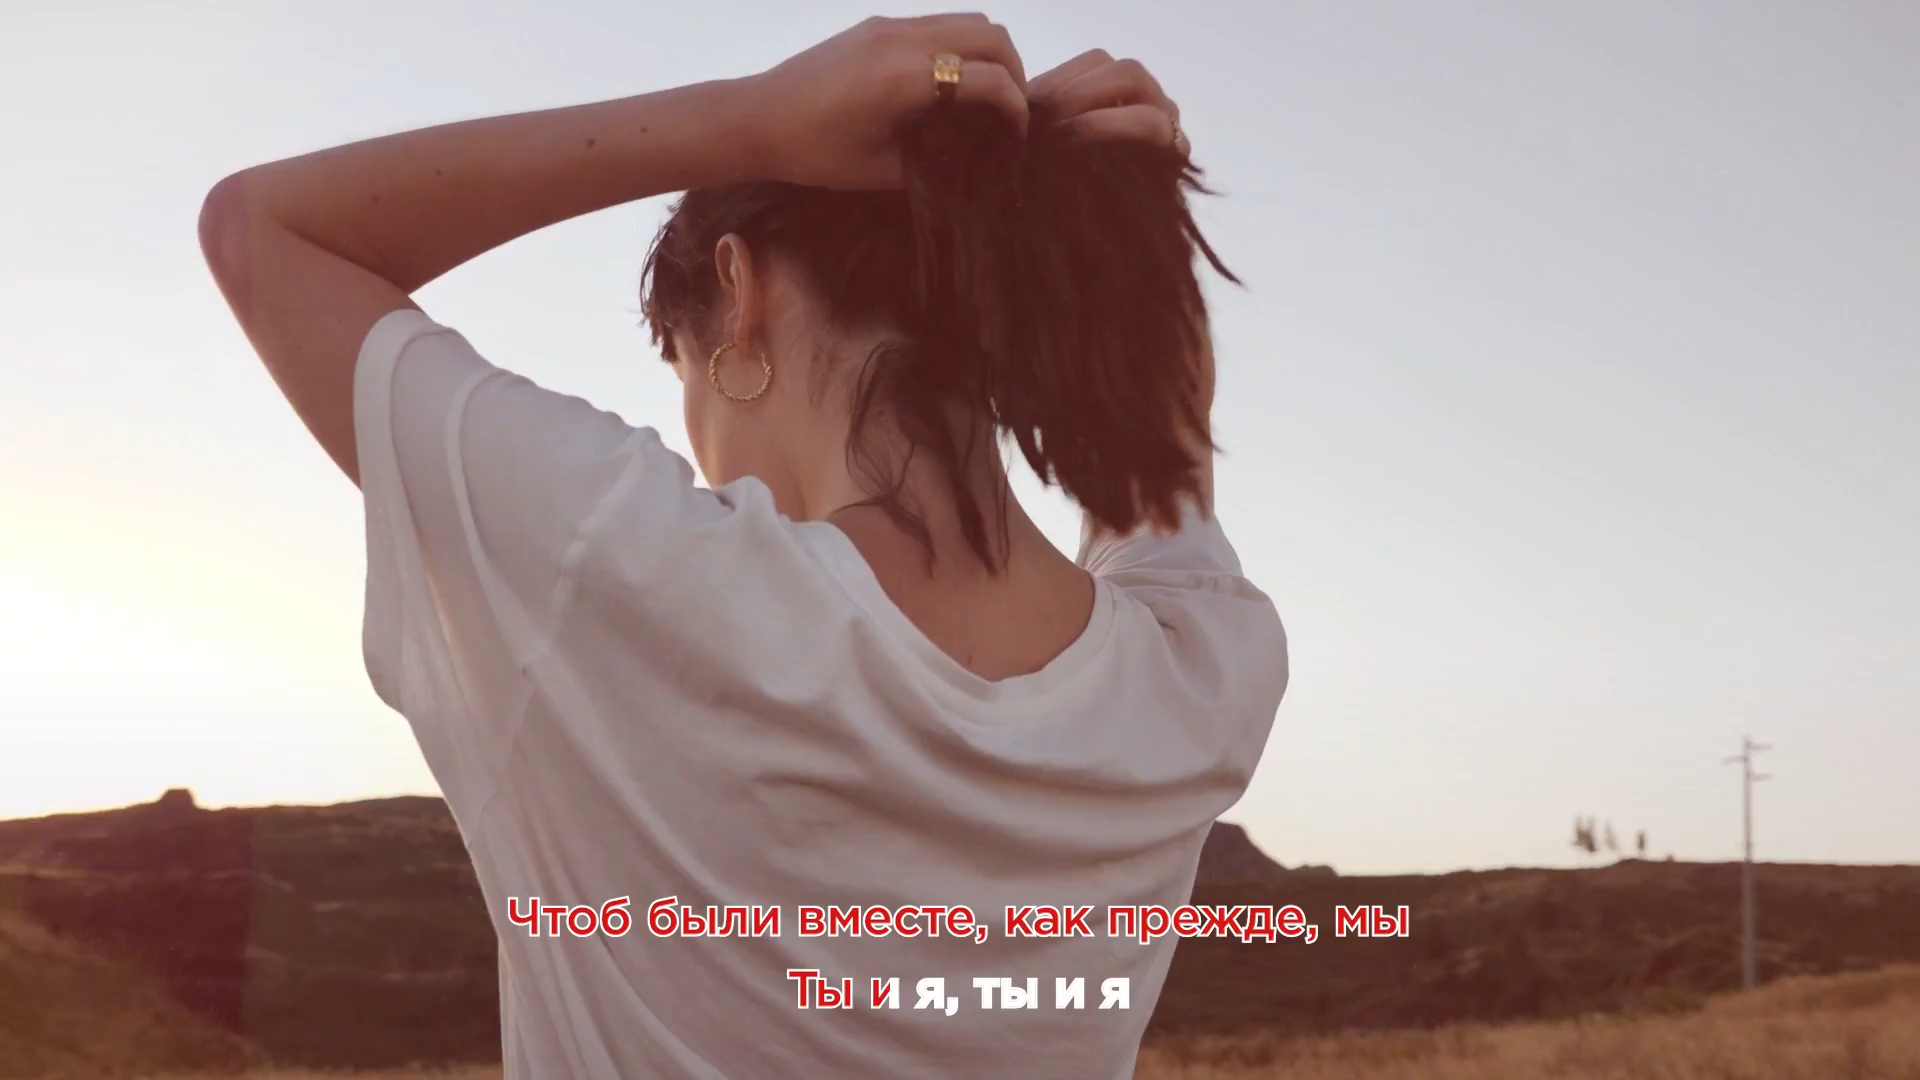 Чтоб были вместе, как прежде, мы
Ты и я, ты и я